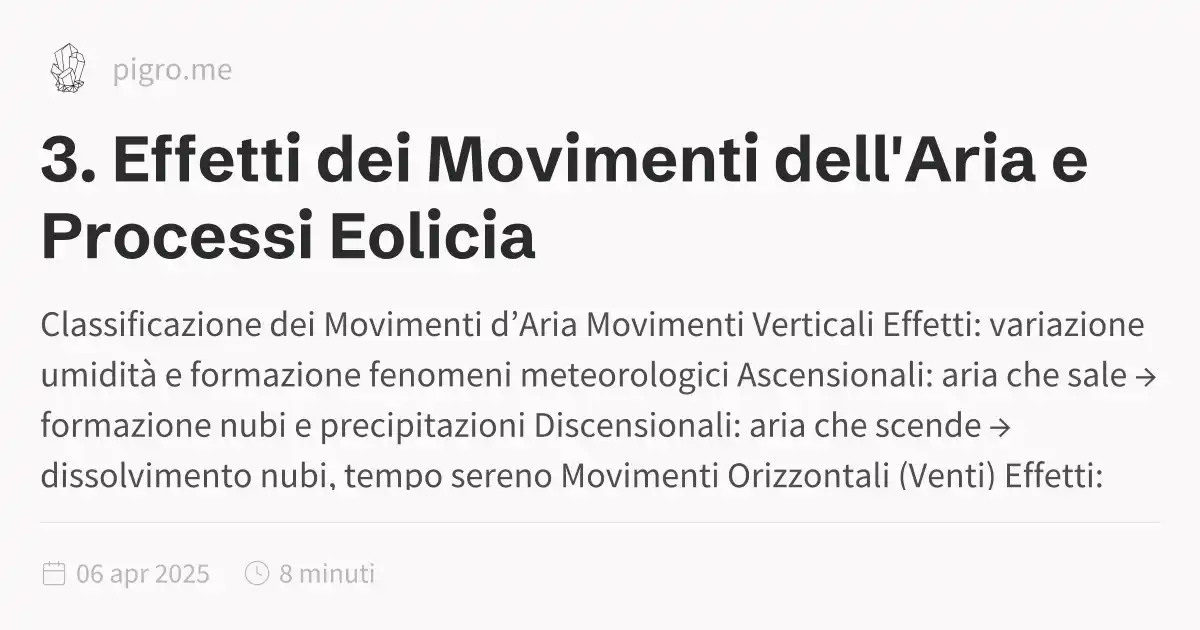 pigro.me
3. Effetti dei Movimenti dell'Aria e
Processi Eolicia
Classificazione dei Movimenti d’Aria Movimenti Verticali Effetti: variazione
umidità e formazione fenomeni meteorologici Ascensionali: aria che sale →
formazione nubi e precipitazioni Discensionali: aria che scende →
dissolvimento nubi, tempo sereno Movimenti Orizzontali (Venti) Effetti:
06 apr 2025
8 minuti